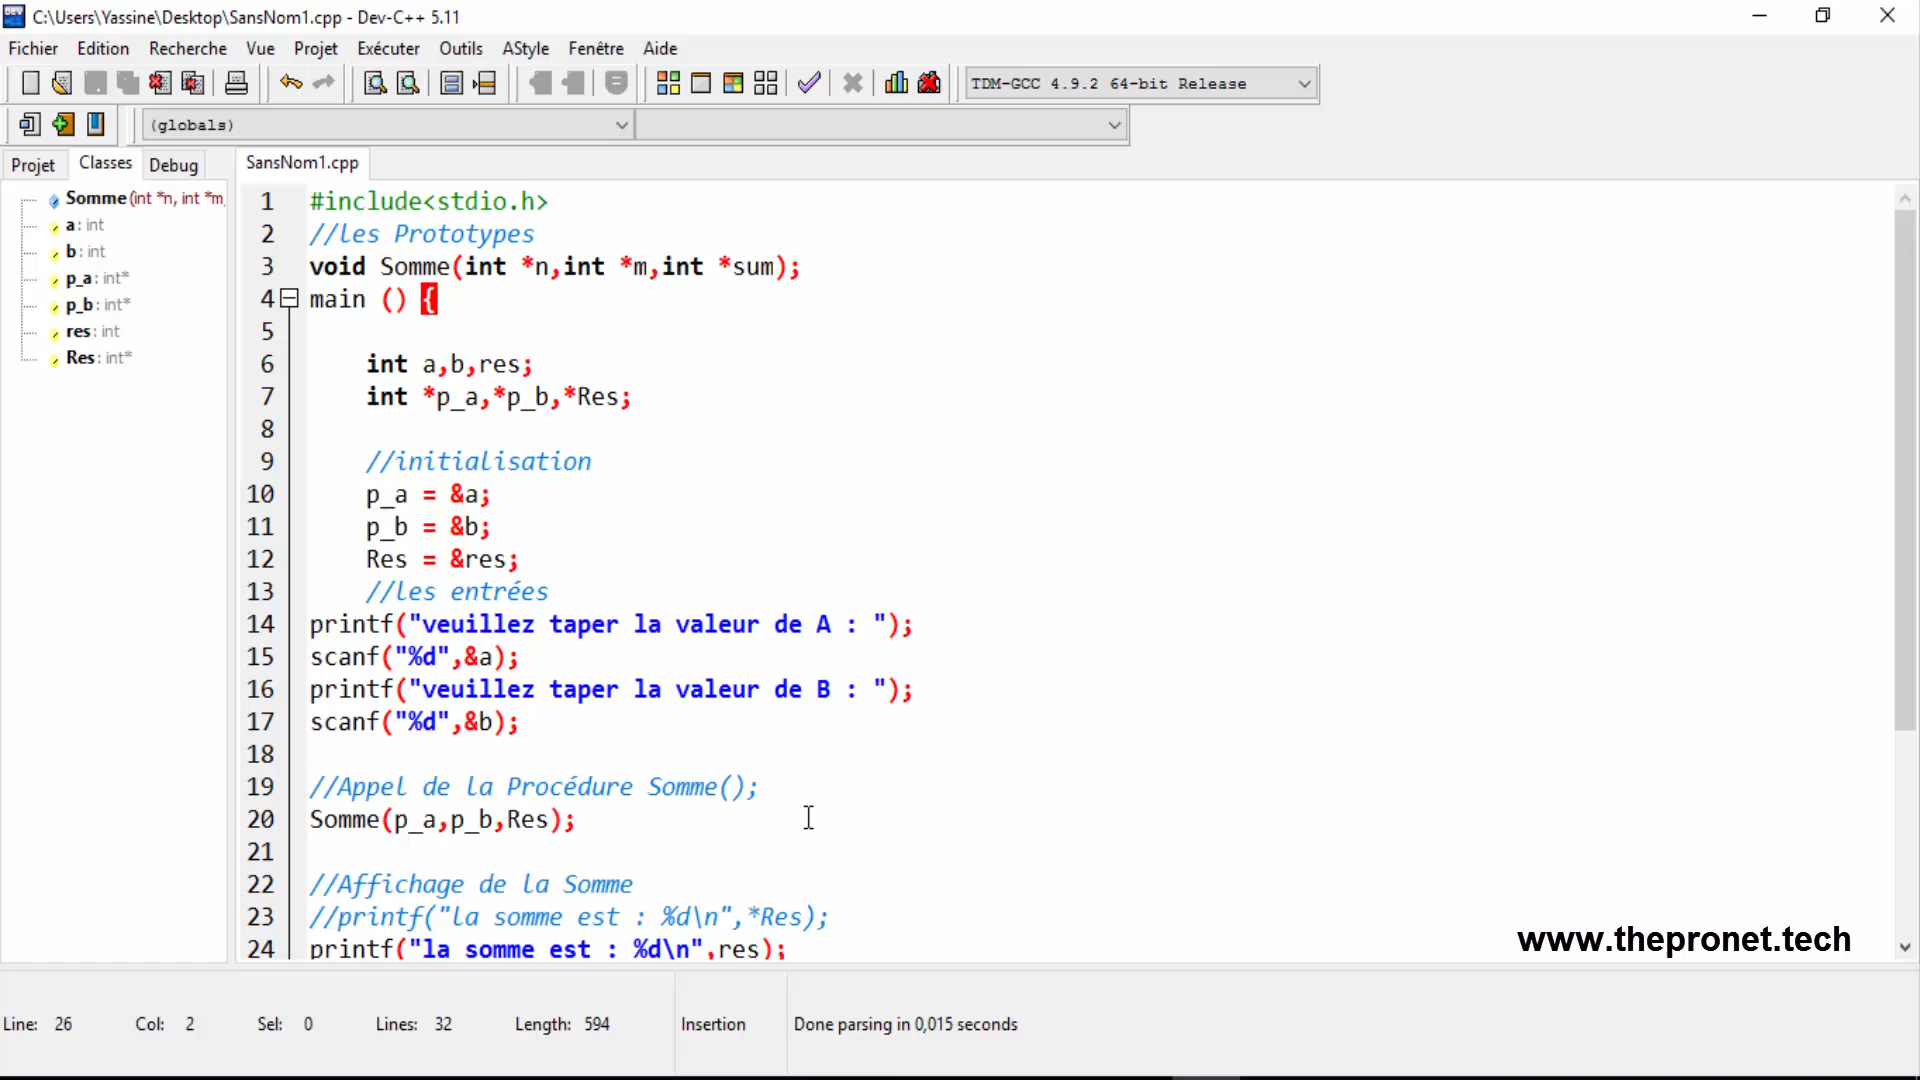 C:\Users\Yassine\Desktop\SansNom1.cpp - Dev-C++ 5.11
Fichier Edition Recherche Vue Projet Exécuter Outils AStyle Fenêtre Aide
TDM-GCC 4.9.2 64-bit Release
(globals)
Projet Classes Debug
SansNom1.cpp
Somme (int *n, int *m,
a : int
b : int
p_a : int*
p_b : int*
res : int
Res : int*
1 #include<stdio.h>
2 //les Prototypes
3 void Somme(int *n,int *m,int *sum);
4 main () {
5
6 int a,b,res;
7 int *p_a,*p_b,*Res;
8
9 //initialisation
10 p_a = &a;
11 p_b = &b;
12 Res = &res;
13 //les entrées
14 printf("veuillez taper la valeur de A : ");
15 scanf("%d",&a);
16 printf("veuillez taper la valeur de B : ");
17 scanf("%d",&b);
18
19 //Appel de la Procédure Somme();
20 Somme(p_a,p_b,Res);
21
22 //Affichage de la Somme
23 //printf("la somme est : %d\n",*Res);
24 printf("la somme est : %d\n",res);
www.thepronet.tech
Line: 26 Col: 2 Sel: 0 Lines: 32 Length: 594 Insertion Done parsing in 0,015 seconds